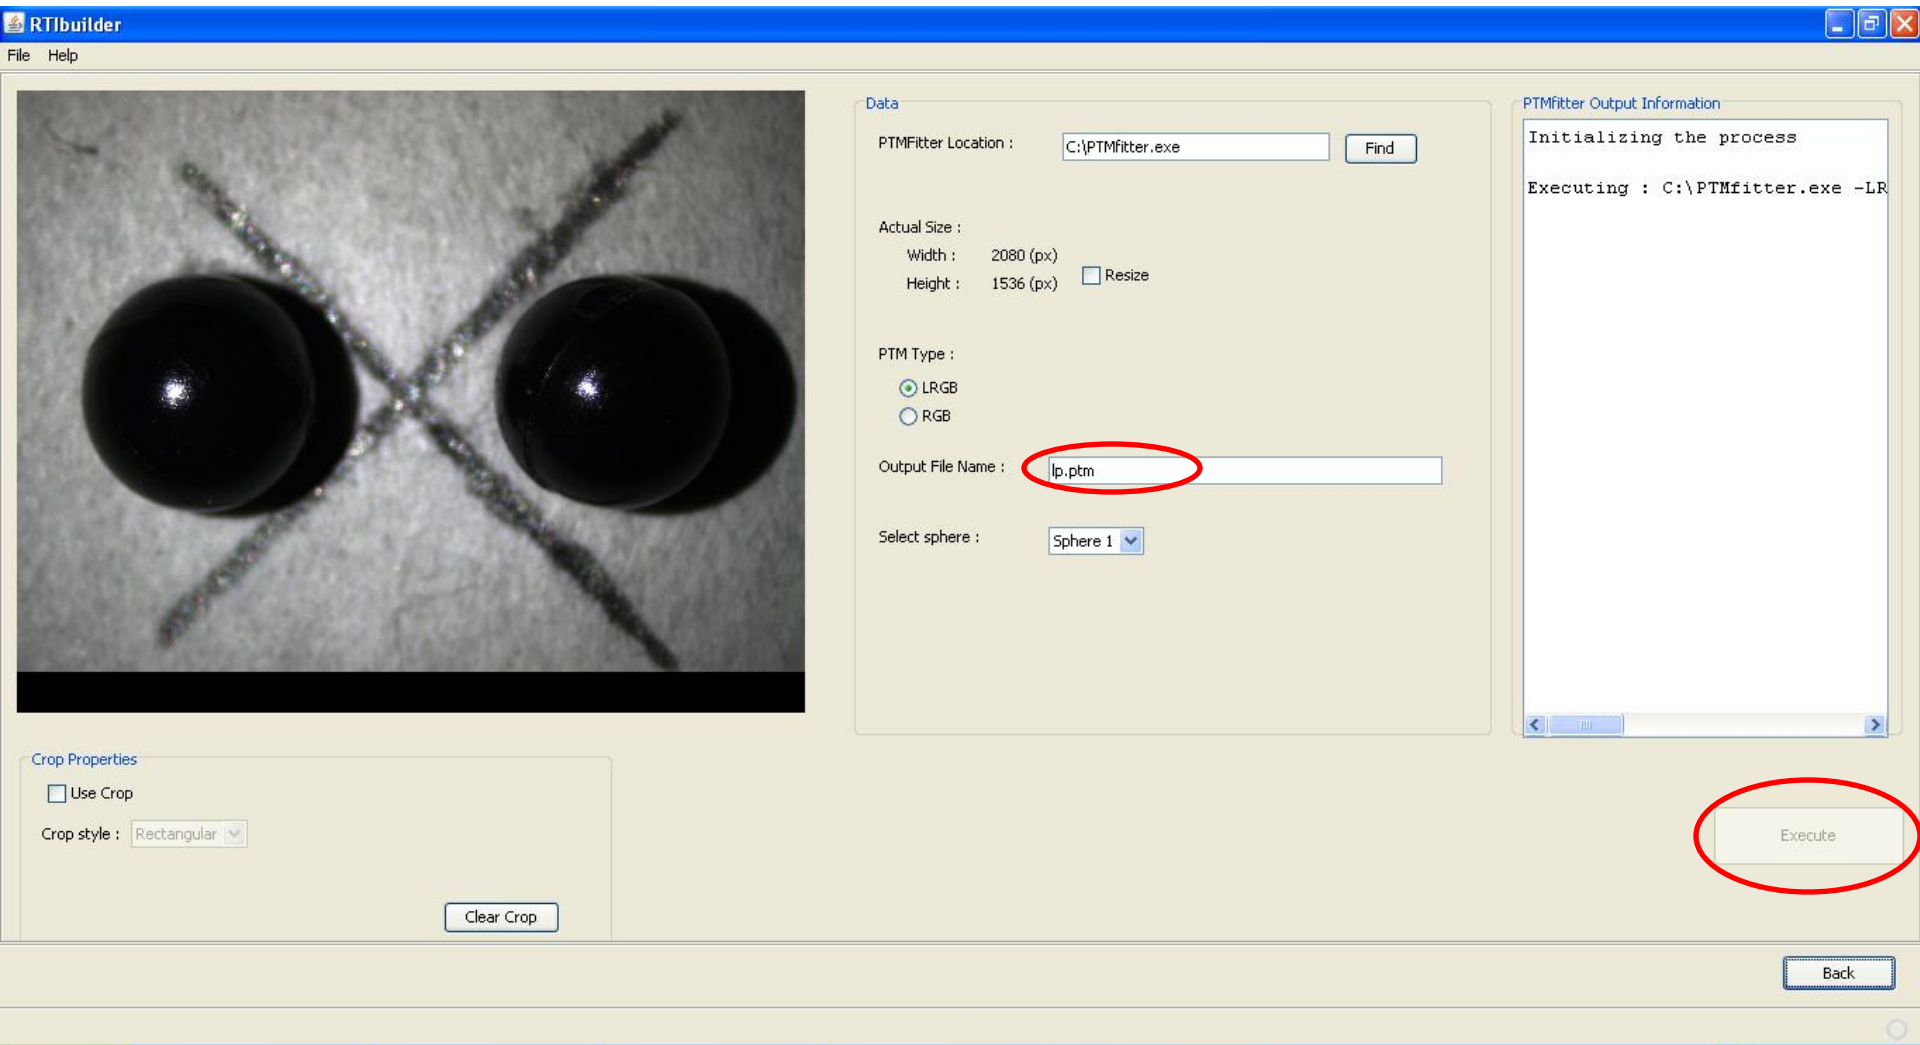 RTIbuilder
File Help
Data
PTMFitter Location :
C:\PTMfitter.exe
Find
Actual Size :
Width : 2080 (px)
Height : 1536 (px)
Resize
PTM Type :
LRGB
RGB
Output File Name :
lp.ptm
Select sphere :
Sphere 1
PTMfitter Output Information
Initializing the process
Executing : C:\PTMfitter.exe -LR
Crop Properties
Use Crop
Crop style : Rectangular
Clear Crop
Execute
Back